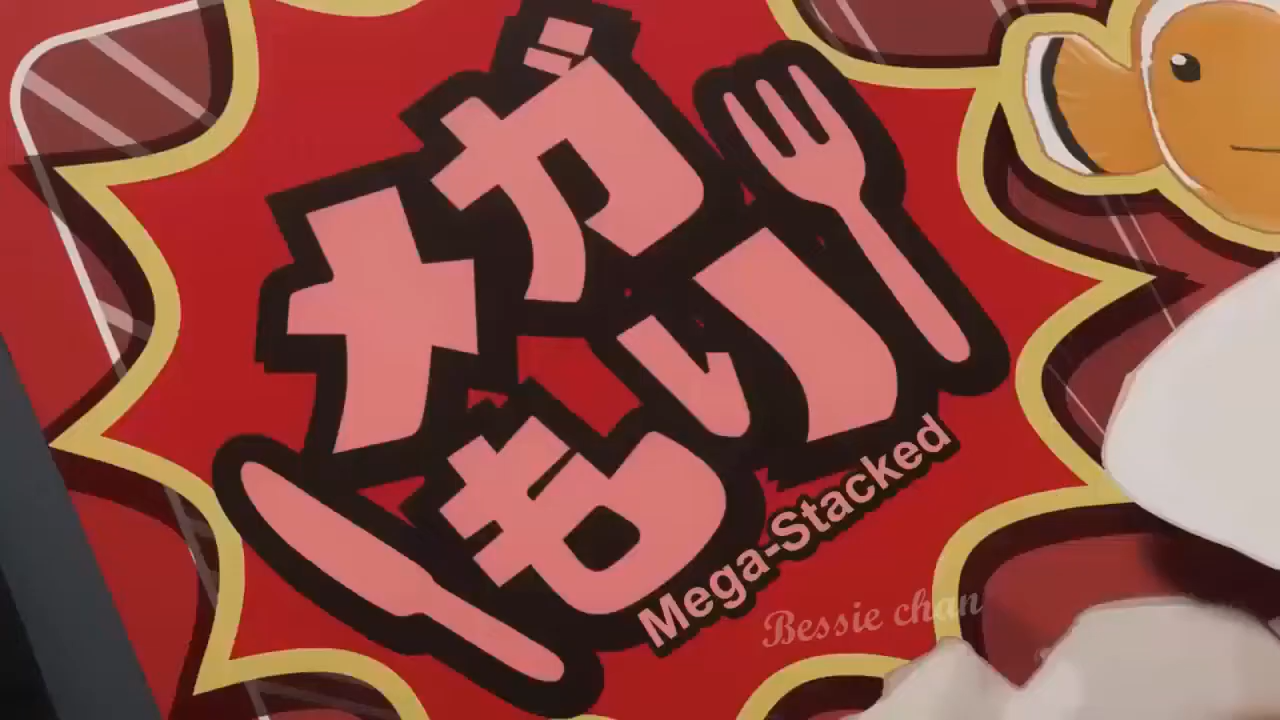 メガ
もり
Mega-Stacked
Bessie chan